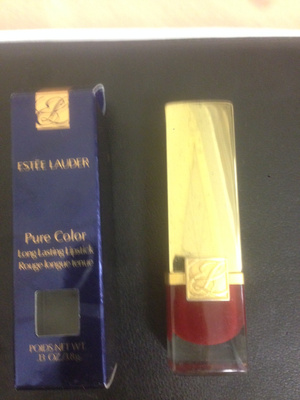 ESTĒE LAUDER
Pure Color
Long Lasting Lipstick
Rouge longue tenue
POIDS NET WT.